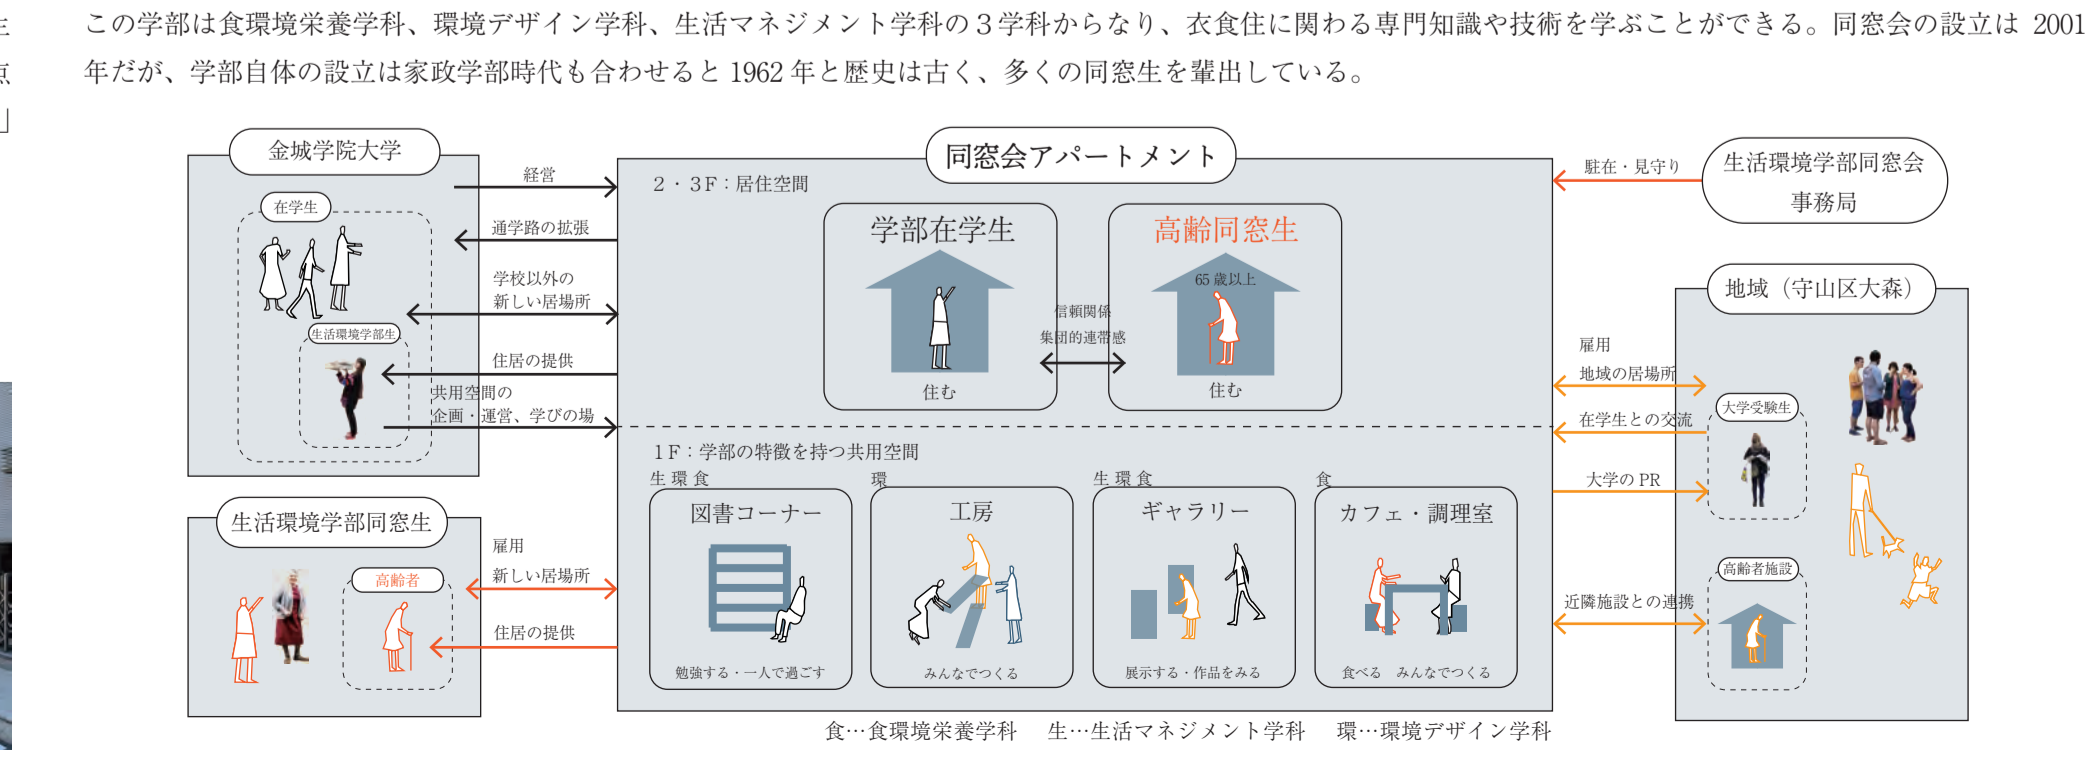 この学部は食環境栄養学科、環境デザイン学科、生活マネジメント学科の３学科からなり、衣食住に関わる専門知識や技術を学ぶことができる。同窓会の設立は 2001
年だが、学部自体の設立は家政学部時代も合わせると 1962 年と歴史は古く、多くの同窓生を輩出している。
」
金城学院大学
在学生
生活環境学部生
経営
通学路の拡張
学校以外の
新しい居場所
住居の提供
共用空間の
企画・運営、学びの場
生活環境学部同窓生
高齢者
雇用
新しい居場所
住居の提供
同窓会アパートメント
２・３F：居住空間
学部在学生
住む
信頼関係
集団的連帯感
高齢同窓生
65 歳以上
住む
１F：学部の特徴を持つ共用空間
生 環 食
図書コーナー
勉強する・一人で過ごす
環
工房
みんなでつくる
生 環 食
ギャラリー
展示する・作品をみる
食
カフェ・調理室
食べる　みんなでつくる
駐在・見守り
生活環境学部同窓会
事務局
地域（守山区大森）
雇用
地域の居場所
在学生との交流
大学の PR
近隣施設との連携
大学受験生
高齢者施設
食…食環境栄養学科　生…生活マネジメント学科　環…環境デザイン学科